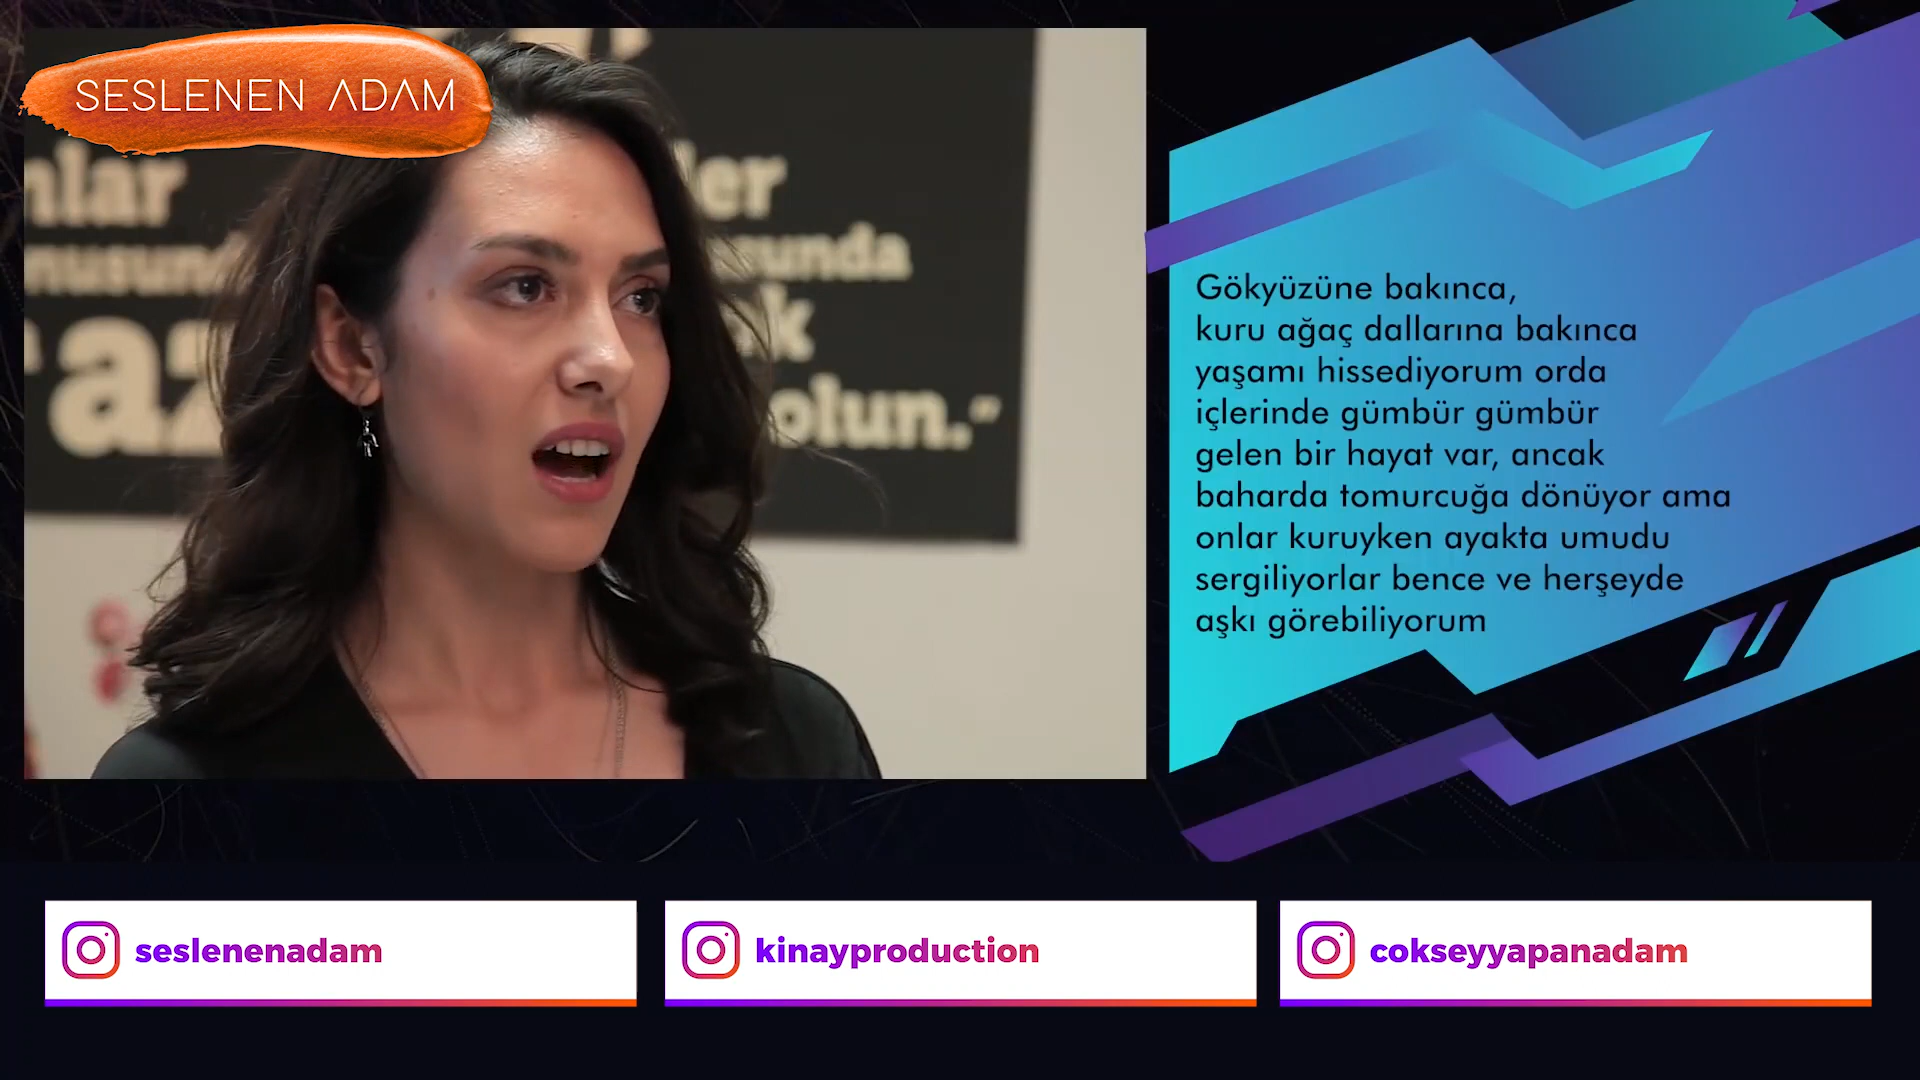 SESLENEN ADAM
olun."
Gökyüzüne bakınca,
kuru ağaç dallarına bakınca
yaşamı hissediyorum orda
içlerinde gümbür gümbür
gelen bir hayat var, ancak
baharda tomurcuğa dönüyor ama
onlar kuruyken ayakta umudu
sergiliyorlar bence ve herşeyde
aşkı görebiliyorum
seslenenadam
kinayproduction
cokseyyapanadam